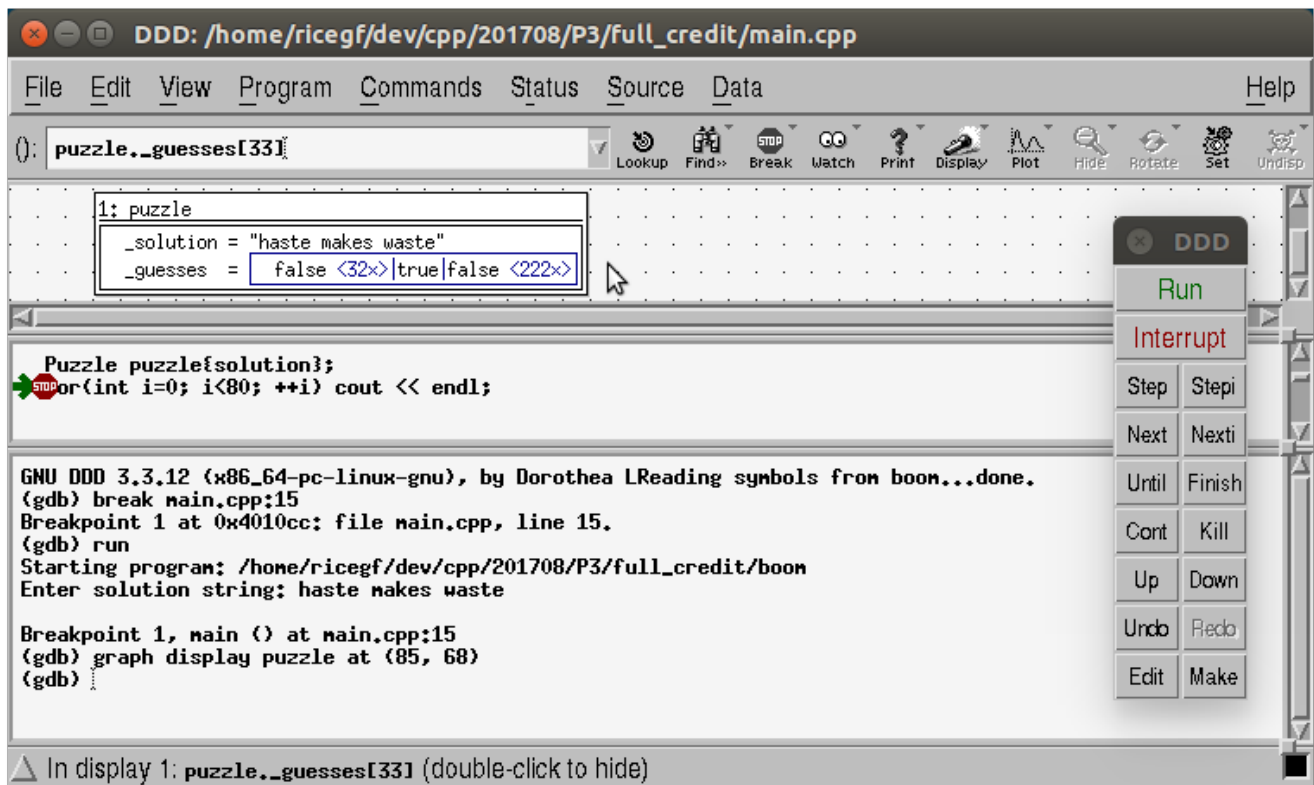 DDD: /home/ricegf/dev/cpp/201708/P3/full_credit/main.cpp
File Edit View Program Commands Status Source Data Help
(): puzzle._guesses[33]
Lookup Find» Break Watch Print Display Plot Hide Rotate Set Undisp
1: puzzle
_solution = "haste makes waste"
_guesses = false <32x>|true|false <222x>
DDD
Run
Interrupt
Step Stepi
Next Nexti
Until Finish
Cont Kill
Up Down
Undo Redo
Edit Make
Puzzle puzzle{solution};
STOP or(int i=0; i<80; ++i) cout << endl;
GNU DDD 3.3.12 (x86_64-pc-linux-gnu), by Dorothea LReading symbols from boom...done.
(gdb) break main.cpp:15
Breakpoint 1 at 0x4010cc: file main.cpp, line 15.
(gdb) run
Starting program: /home/ricegf/dev/cpp/201708/P3/full_credit/boom
Enter solution string: haste makes waste
Breakpoint 1, main () at main.cpp:15
(gdb) graph display puzzle at (85, 68)
(gdb)
In display 1: puzzle._guesses[33] (double-click to hide)